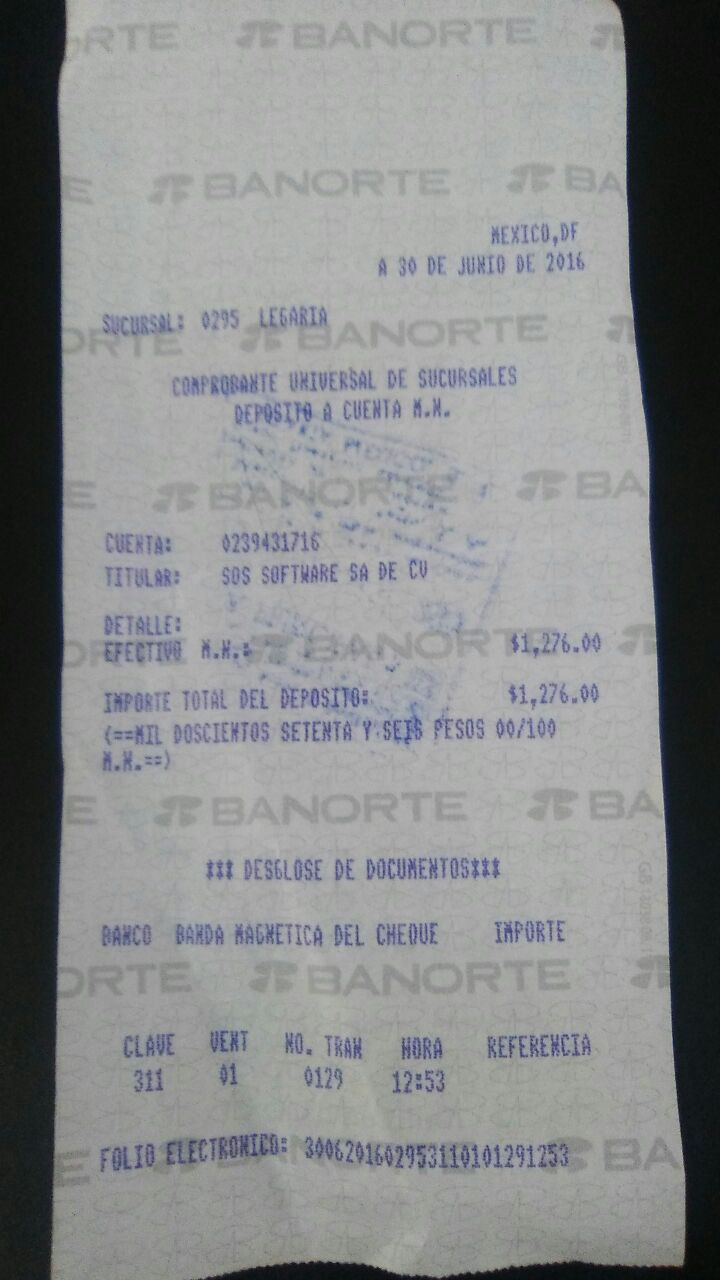 BANORTE
BANORTE
MEXICO,DF
A 30 DE JUNIO DE 2016
SUCURSAL: 0295 LEGARIA
BANORTE
COMPROBANTE UNIVERSAL DE SUCURSALES
DEPOSITO A CUENTA M.N.
BANORTE
CUENTA: 0239431716
TITULAR: SOS SOFTWARE SA DE CV
DETALLE:
EFECTIVO M.N.: $1,276.00
BANORTE
IMPORTE TOTAL DEL DEPOSITO: $1,276.00
(==MIL DOSCIENTOS SETENTA Y SEIS PESOS 00/100
M.N.==)
BANORTE
*** DESGLOSE DE DOCUMENTOS***
BANCO BANDA MAGNETICA DEL CHEQUE IMPORTE
BANORTE
CLAVE VENT NO. TRAN HORA REFERENCIA
311 01 0129 12:53
BANORTE
FOLIO ELECTRONICO: 30062016029531101012​91253